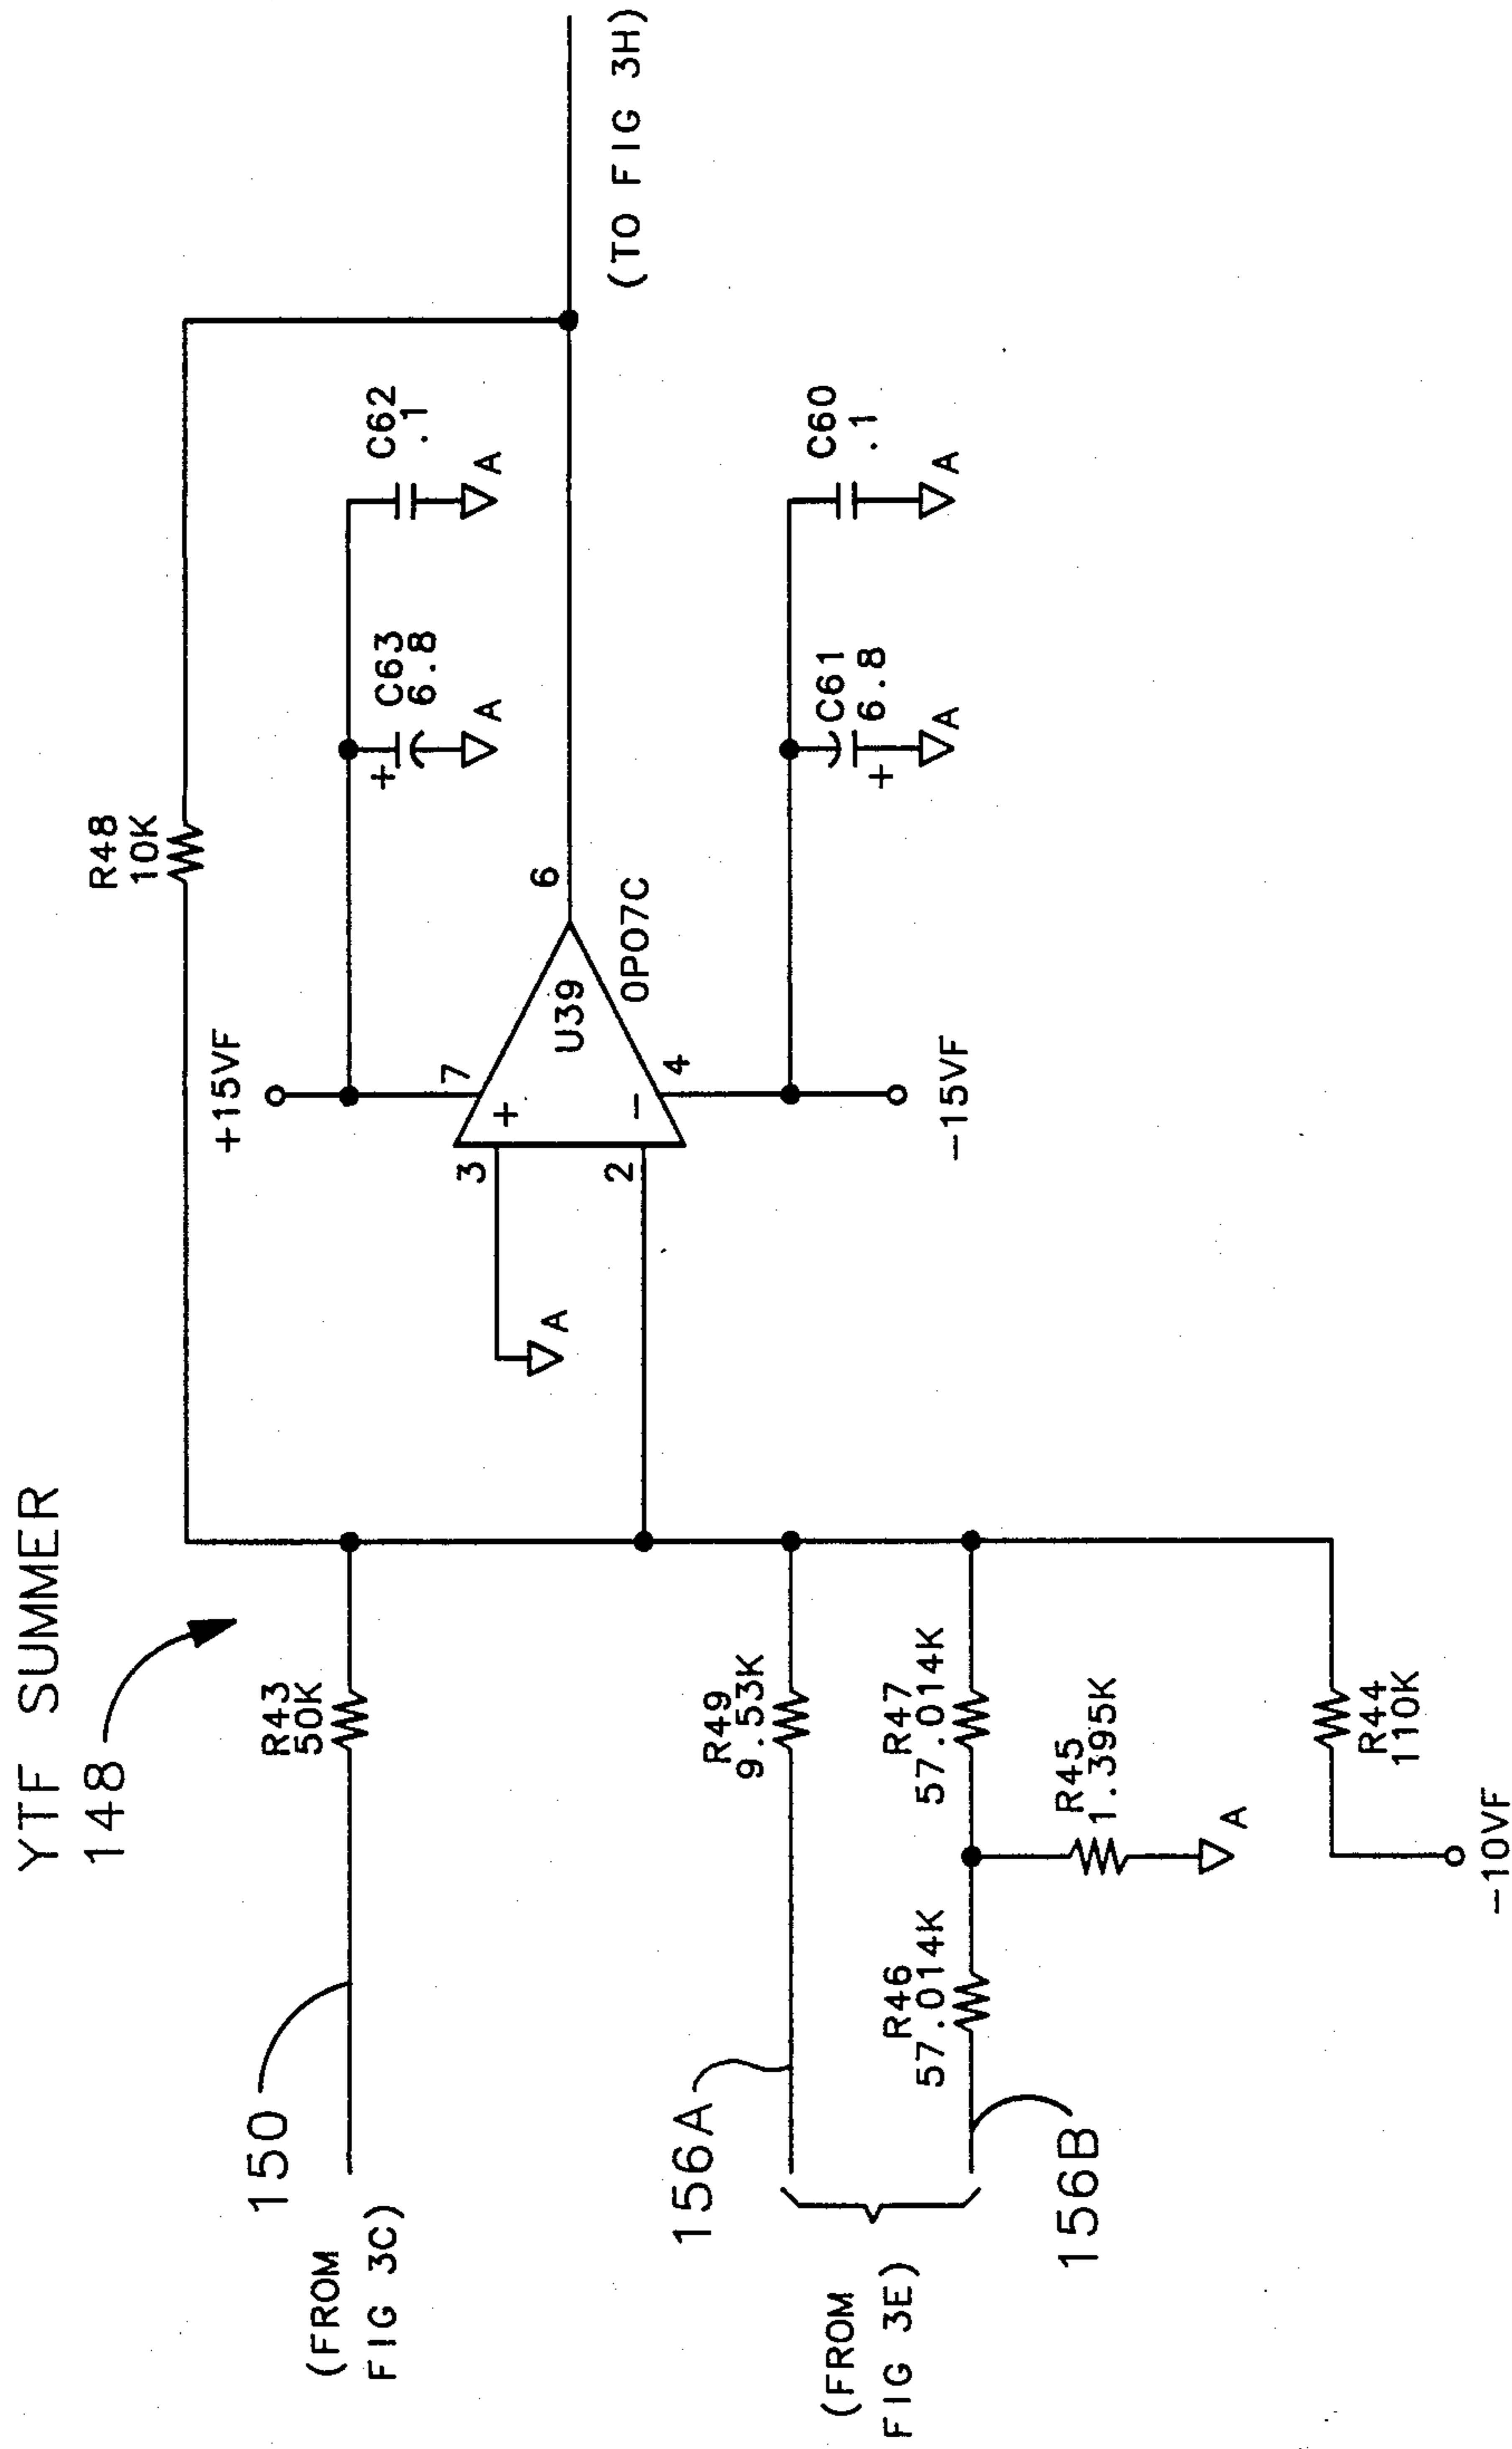 YTF SUMMER
148
R48
10K
+15VF
C63
6.8
+
A
C62
.1
A
150
R43
50K
(FROM
FIG 3C)
3
+
7
U39
6
2
-
4
OP07C
A
(TO FIG 3H)
156A
R49
9.53K
C61
6.8
+
A
C60
.1
A
-15VF
(FROM
FIG 3E)
R46
57.014K
R47
57.014K
156B
R45
1.395K
A
R44
110K
-10VF